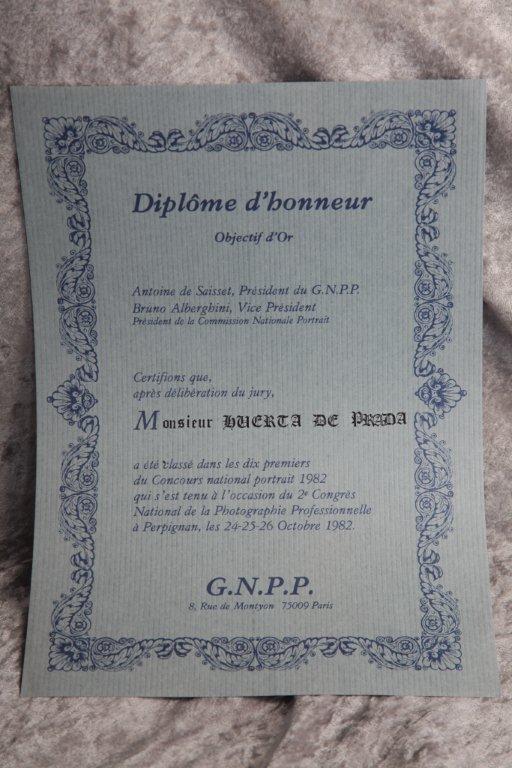 Diplôme d'honneur
Objectif d'Or
Antoine de Saisset, Président du G.N.P.P.
Bruno Alberghini, Vice Président
Président de la Commission Nationale Portrait
Certifions que,
après délibération du jury,
Monsieur HUERTA DE PRADA
a été classé dans les dix premiers
du Concours national portrait 1982
qui s'est tenu à l'occasion du 2e Congrès
National de la Photographie Professionnelle
à Perpignan, les 24-25-26 Octobre 1982.
G.N.P.P.
8, Rue de Montyon 75009 Paris